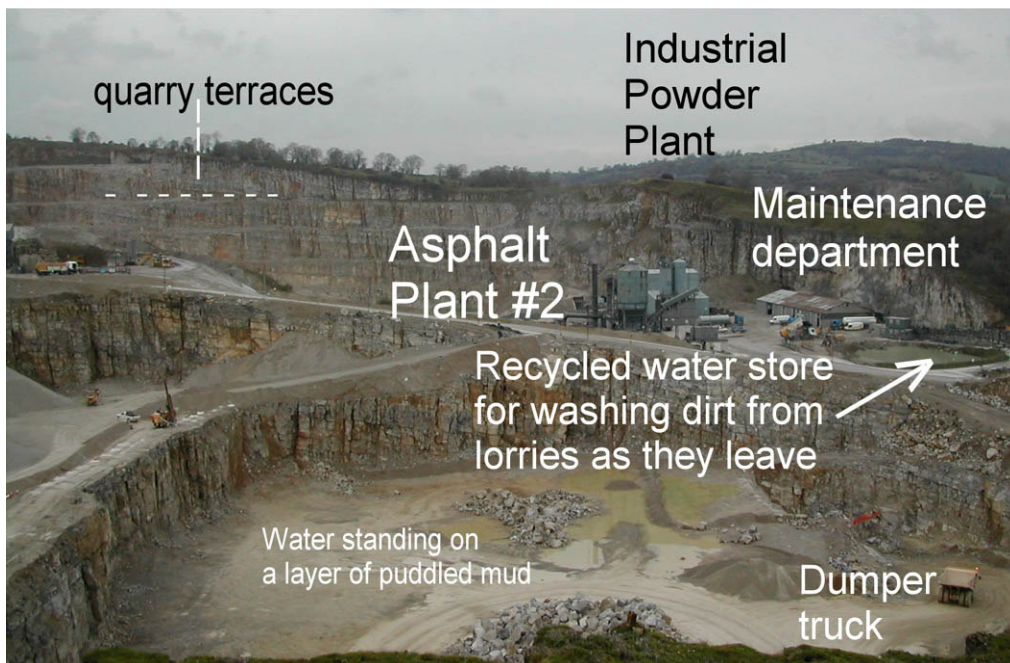 quarry terraces
Industrial
Powder
Plant
Maintenance
department
Asphalt
Plant #2
Recycled water store
for washing dirt from
lorries as they leave
Water standing on
a layer of puddled mud
Dumper
truck